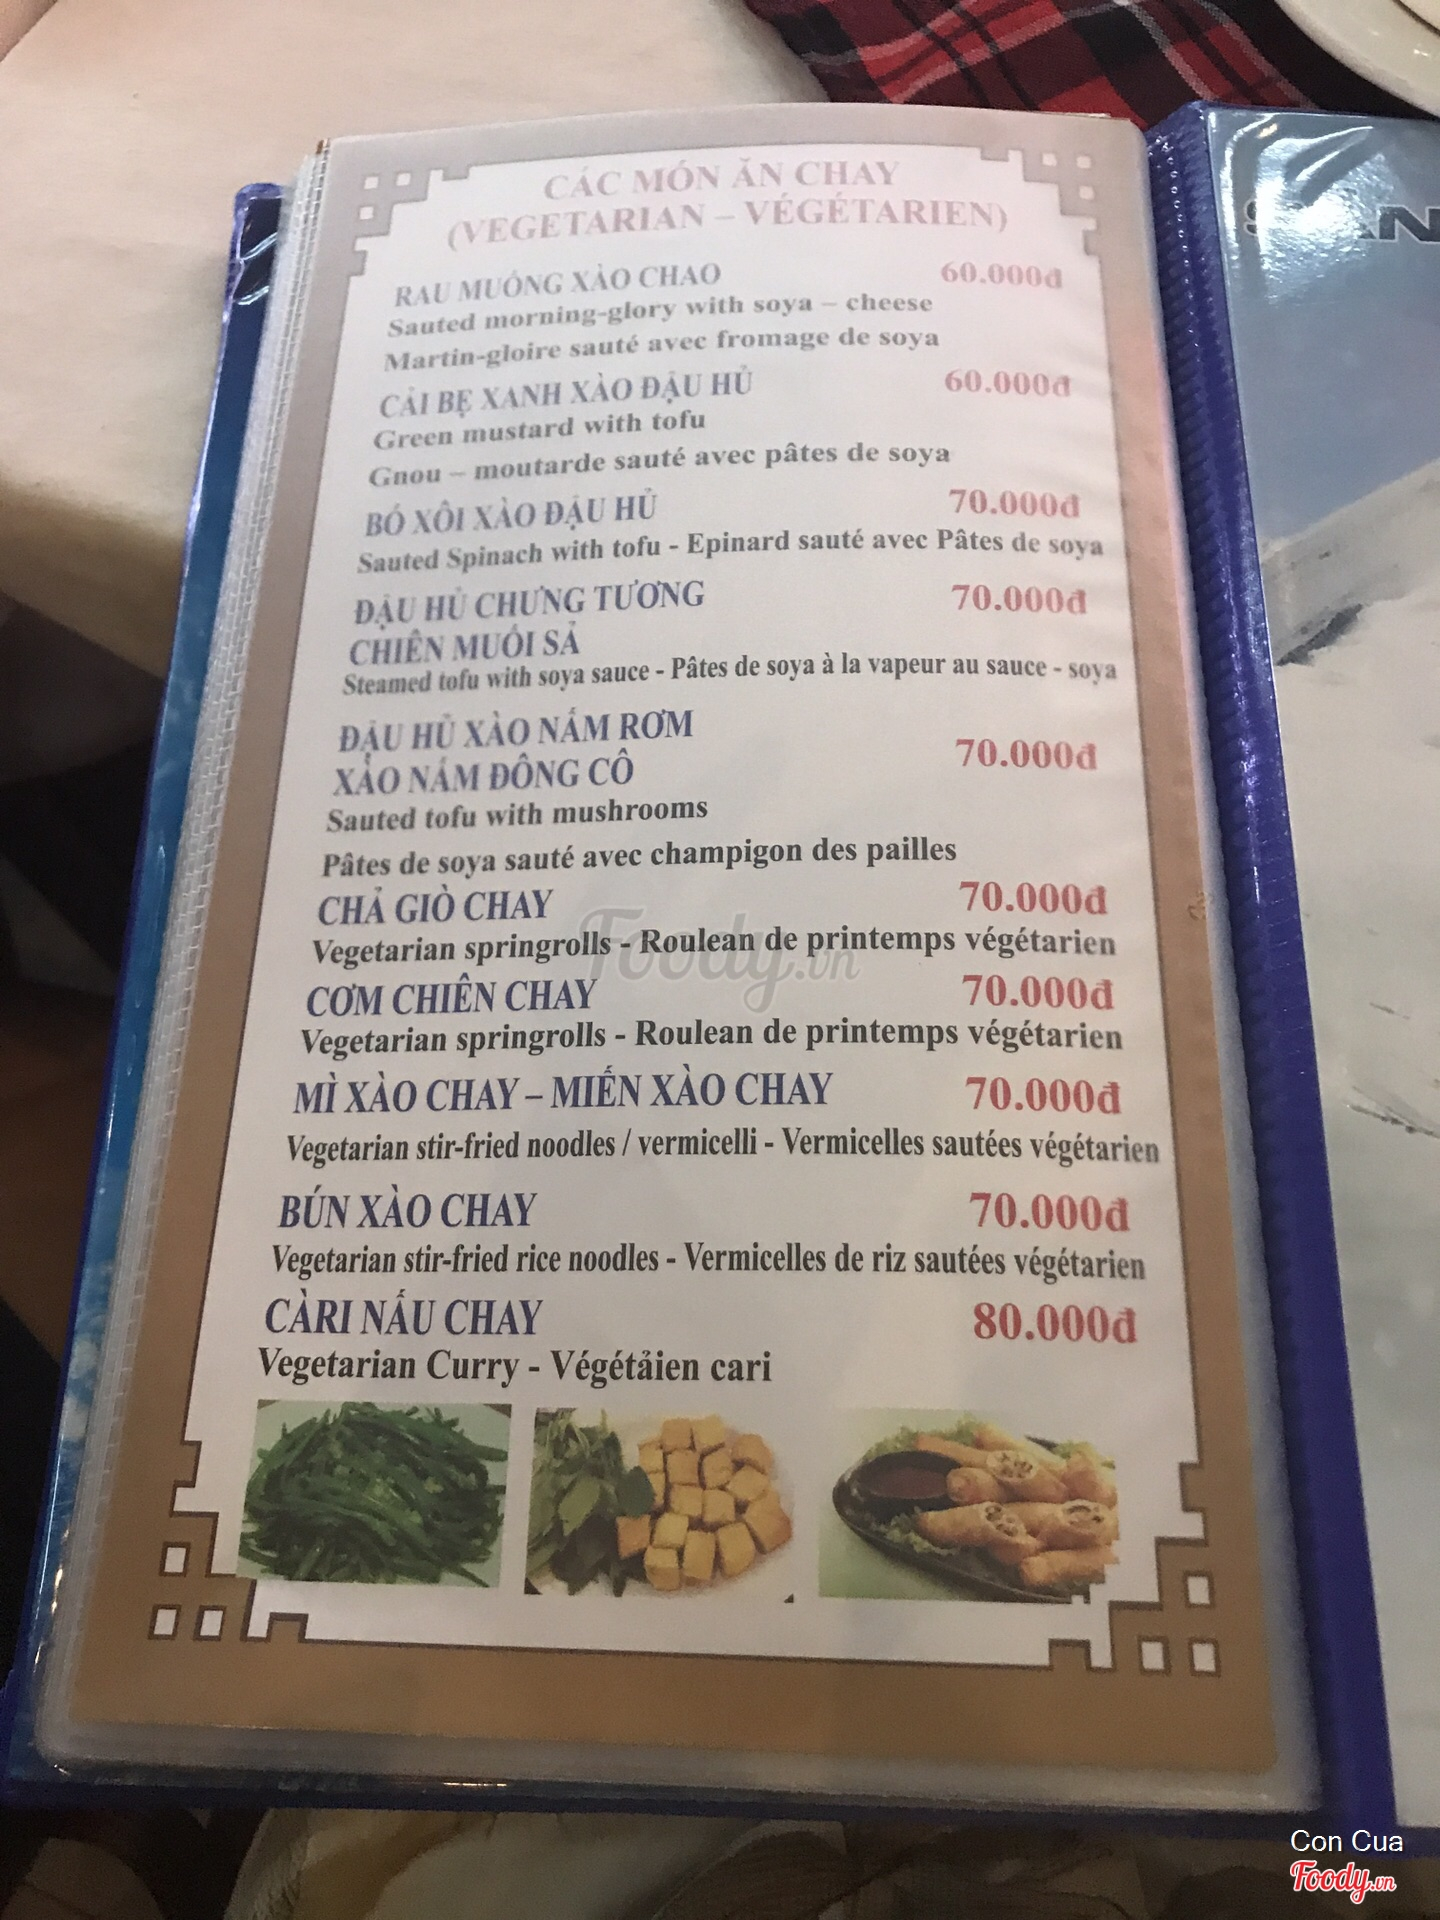 CÁC MÓN ĂN CHAY
(VEGETARIAN – VÉGÉTARIEN)
RAU MUỐNG XÀO CHAO 60.000đ
Sauted morning-glory with soya – cheese
Martin-gloire sauté avec fromage de soya
CẢI BẸ XANH XÀO ĐẬU HỦ 60.000đ
Green mustard with tofu
Gnou – moutarde sauté avec pâtes de soya
BÓ XÔI XÀO ĐẬU HỦ 70.000đ
Sauted Spinach with tofu - Epinard sauté avec Pâtes de soya
ĐẬU HỦ CHƯNG TƯƠNG 70.000đ
CHIÊN MUỐI SẢ
Steamed tofu with soya sauce - Pâtes de soya à la vapeur au sauce - soya
ĐẬU HỦ XÀO NẤM RƠM
XÀO NẤM ĐÔNG CÔ 70.000đ
Sauted tofu with mushrooms
Pâtes de soya sauté avec champigon des pailles
CHẢ GIÒ CHAY 70.000đ
Vegetarian springrolls - Roulean de printemps végétarien
CƠM CHIÊN CHAY 70.000đ
Vegetarian springrolls - Roulean de printemps végétarien
MÌ XÀO CHAY – MIẾN XÀO CHAY 70.000đ
Vegetarian stir-fried noodles / vermicelli - Vermicelles sautées végétarien
BÚN XÀO CHAY 70.000đ
Vegetarian stir-fried rice noodles - Vermicelles de riz sautées végétarien
CÀRI NẤU CHAY 80.000đ
Vegetarian Curry - Végétảien cari
Foody.vn
Con Cua
Foody.vn